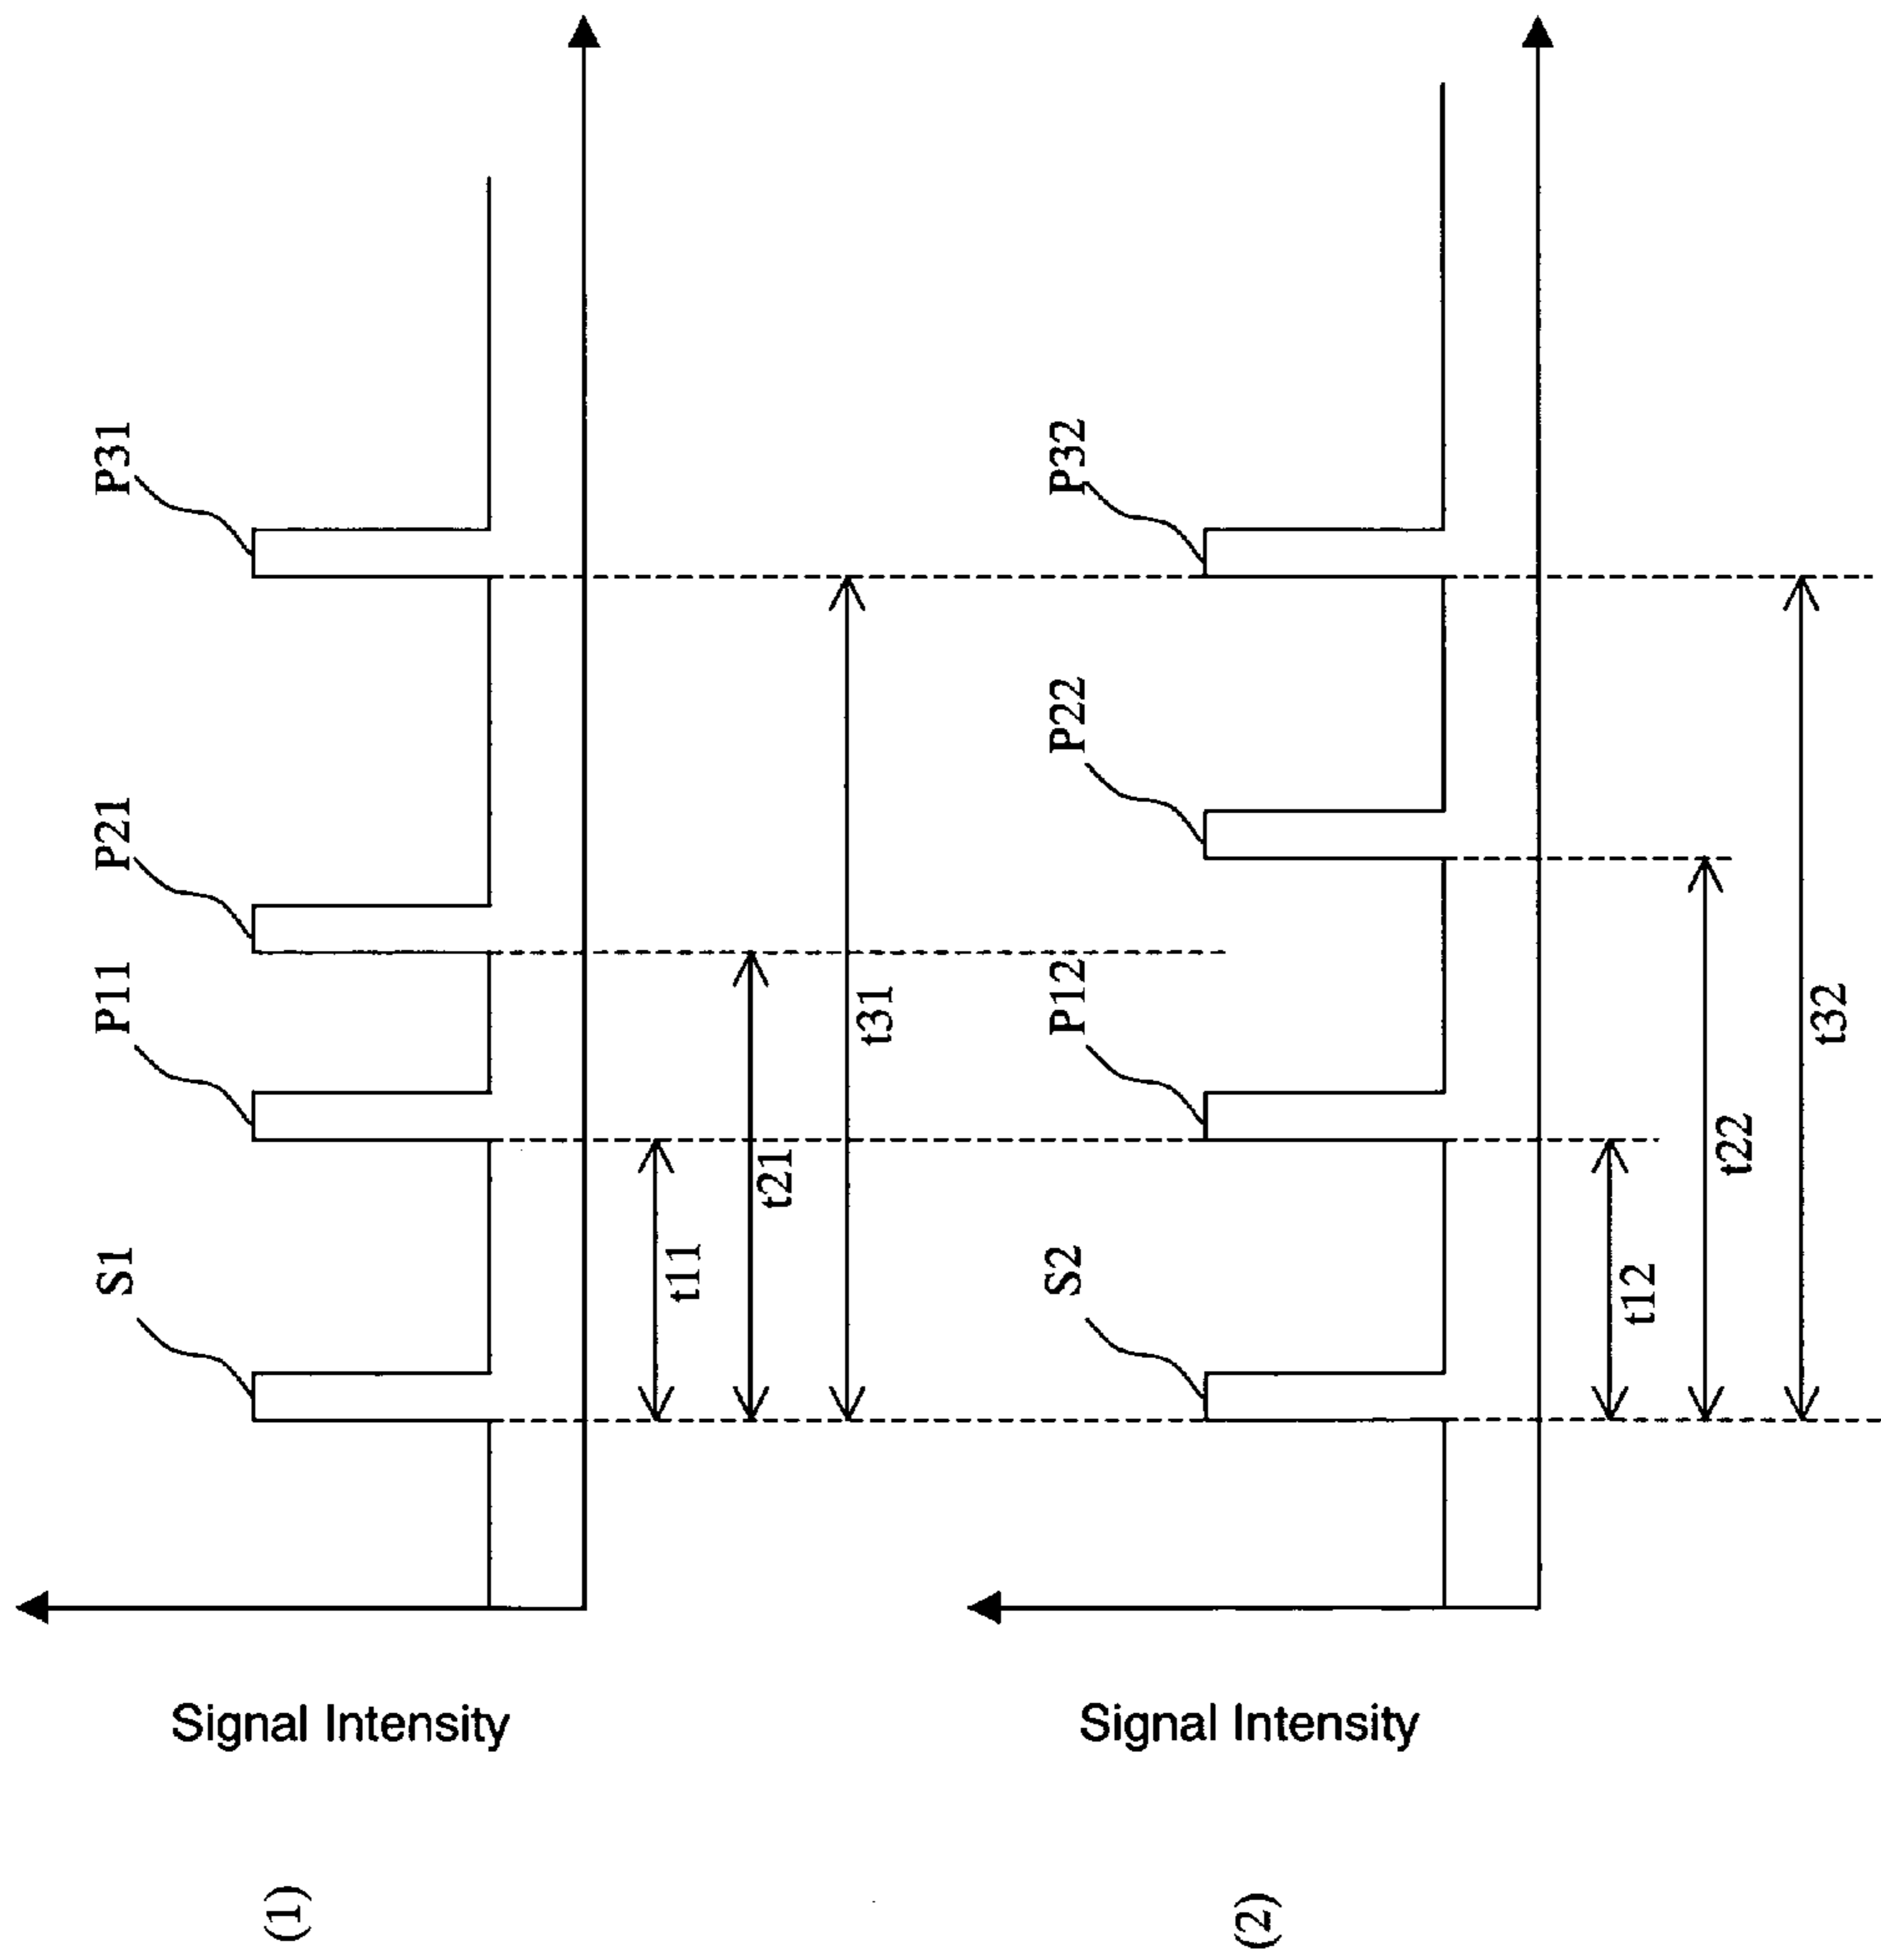 (1)
Signal Intensity
S1
P11
P21
P31
t11
t21
t31
(2)
Signal Intensity
S2
P12
P22
P32
t12
t22
t32